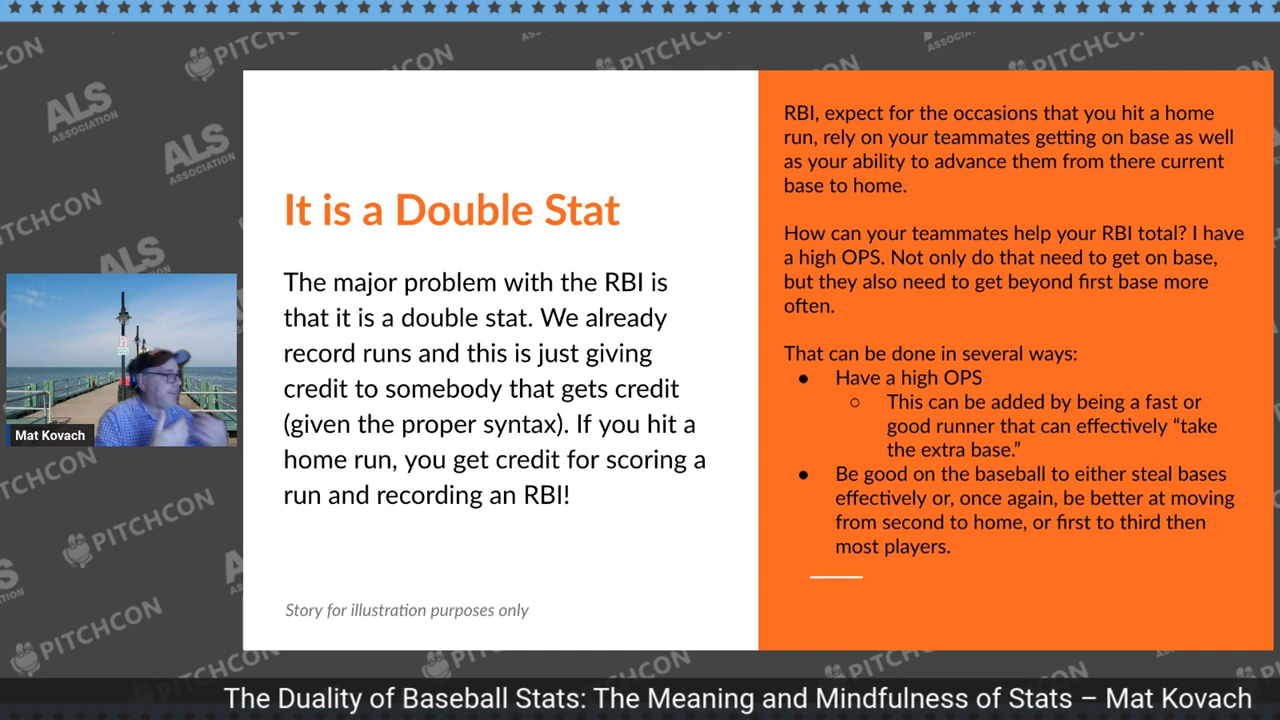 It is a Double Stat
The major problem with the RBI is
that it is a double stat. We already
record runs and this is just giving
credit to somebody that gets credit
(given the proper syntax). If you hit a
home run, you get credit for scoring a
run and recording an RBI!
Story for illustration purposes only
RBI, expect for the occasions that you hit a home
run, rely on your teammates getting on base as well
as your ability to advance them from there current
base to home.
How can your teammates help your RBI total? I have
a high OPS. Not only do that need to get on base,
but they also need to get beyond first base more
often.
That can be done in several ways:
● Have a high OPS
○ This can be added by being a fast or
good runner that can effectively “take
the extra base.”
● Be good on the baseball to either steal bases
effectively or, once again, be better at moving
from second to home, or first to third then
most players.
Mat Kovach
ALS
ASSOCIATION
PITCHCON
The Duality of Baseball Stats: The Meaning and Mindfulness of Stats – Mat Kovach